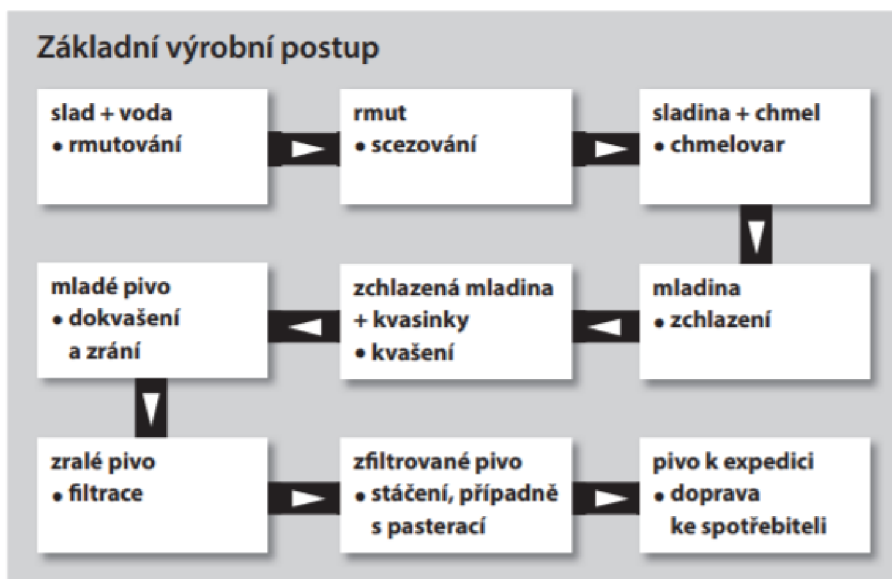 Základní výrobní postup
slad + voda
• rmutování
rmut
• scezování
sladina + chmel
• chmelovar
mladina
• zchlazení
zchlazená mladina
+ kvasinky
• kvašení
mladé pivo
• dokvašení
a zrání
zralé pivo
• filtrace
zfiltrované pivo
• stáčení, případně
s pasterací
pivo k expedici
• doprava
ke spotřebiteli